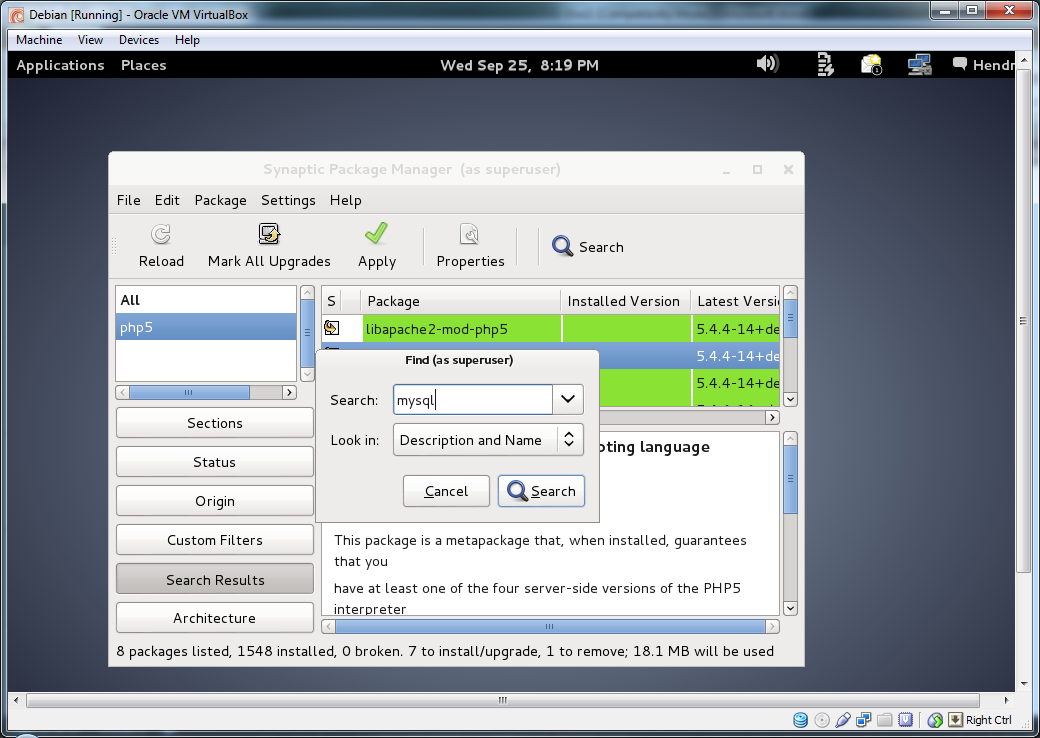 Debian [Running] - Oracle VM VirtualBox
Machine View Devices Help
Applications Places Wed Sep 25, 8:19 PM Hendr
Synaptic Package Manager (as superuser)
File Edit Package Settings Help
Reload Mark All Upgrades Apply Properties Search
All
php5
S Package Installed Version Latest Versi
libapache2-mod-php5 5.4.4-14+de
5.4.4-14+de
5.4.4-14+de
Find (as superuser)
Search: mysql
Look in: Description and Name
Cancel Search
Sections
Status
Origin
Custom Filters
Search Results
Architecture
pting language
This package is a metapackage that, when installed, guarantees
that you
have at least one of the four server-side versions of the PHP5
interpreter
8 packages listed, 1548 installed, 0 broken. 7 to install/upgrade, 1 to remove; 18.1 MB will be used
Right Ctrl